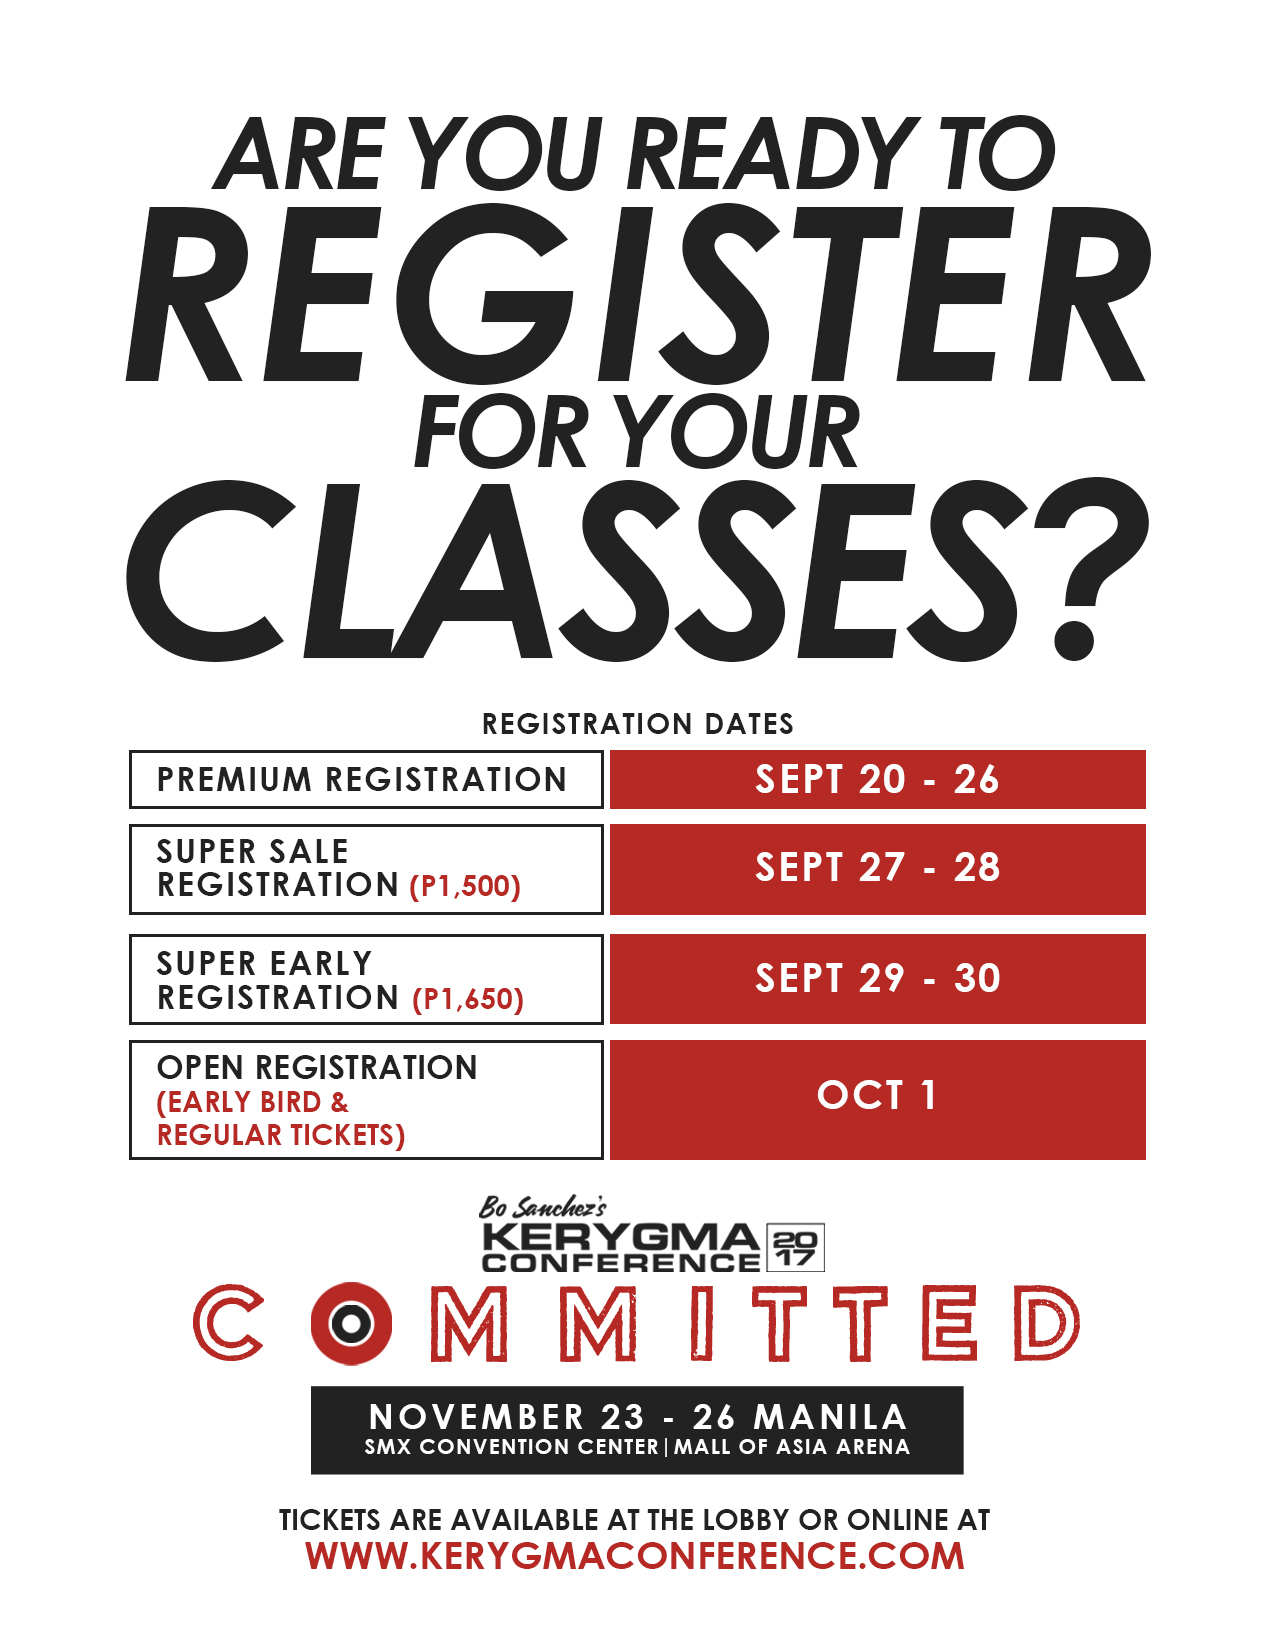 ARE YOU READY TO
REGISTER
FOR YOUR
CLASSES?
REGISTRATION DATES
PREMIUM REGISTRATION
SEPT 20 - 26
SUPER SALE
REGISTRATION (P1,500)
SEPT 27 - 28
SUPER EARLY
REGISTRATION (P1,650)
SEPT 29 - 30
OPEN REGISTRATION
(EARLY BIRD &
REGULAR TICKETS)
OCT 1
Bo Sanchez's
KERYGMA
CONFERENCE
20
17
COMMITTED
NOVEMBER 23 - 26 MANILA
SMX CONVENTION CENTER|MALL OF ASIA ARENA
TICKETS ARE AVAILABLE AT THE LOBBY OR ONLINE AT
WWW.KERYGMACONFERENCE.COM